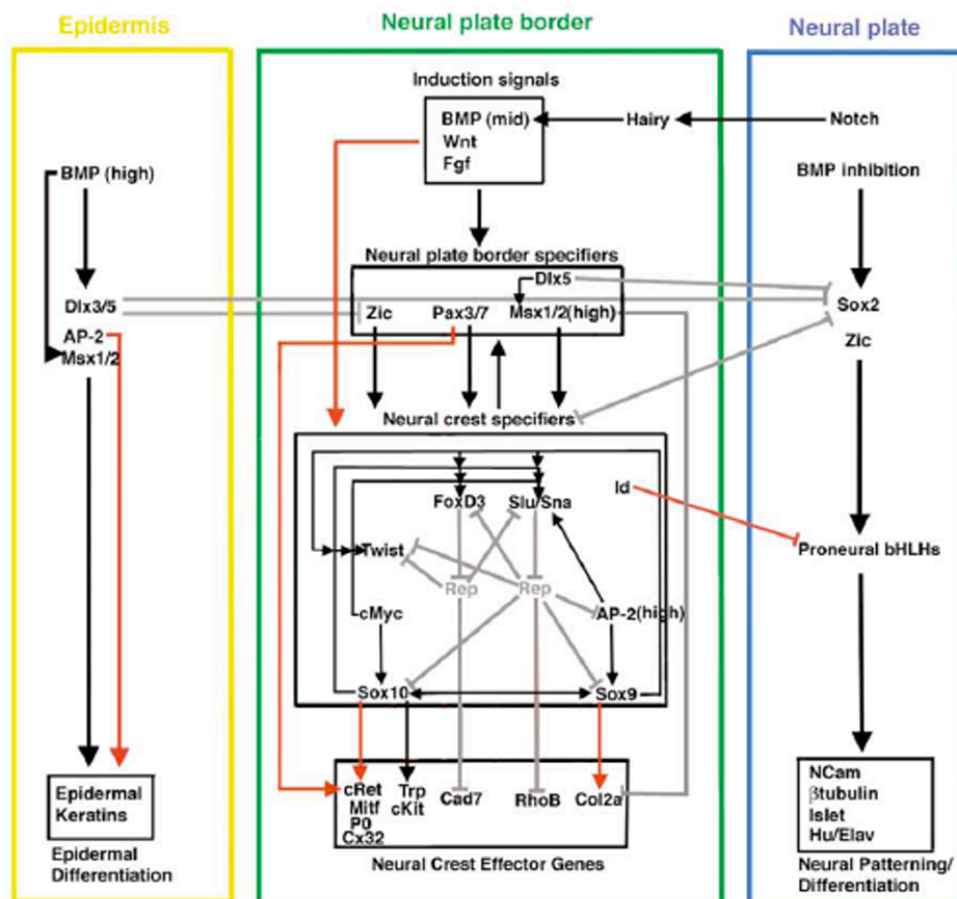 Epidermis
Neural plate border
Neural plate
Induction signals
BMP (mid)
Wnt
Fgf
Hairy
Notch
BMP (high)
BMP inhibition
Neural plate border specifiers
Dlx5
Dlx3/5
Zic
Pax3/7
Msx1/2(high)
Sox2
AP-2
Msx1/2
Zic
Neural crest specifiers
FoxD3
Slu/Sna
Id
Twist
Proneural bHLHs
Rep
Rep
cMyc
AP-2(high)
Sox10
Sox9
Epidermal
Keratins
Epidermal
Differentiation
cRet
Mitf
P0
Cx32
Trp
cKit
Cad7
RhoB
Col2a
Neural Crest Effector Genes
NCam
βtubulin
Islet
Hu/Elav
Neural Patterning/
Differentiation